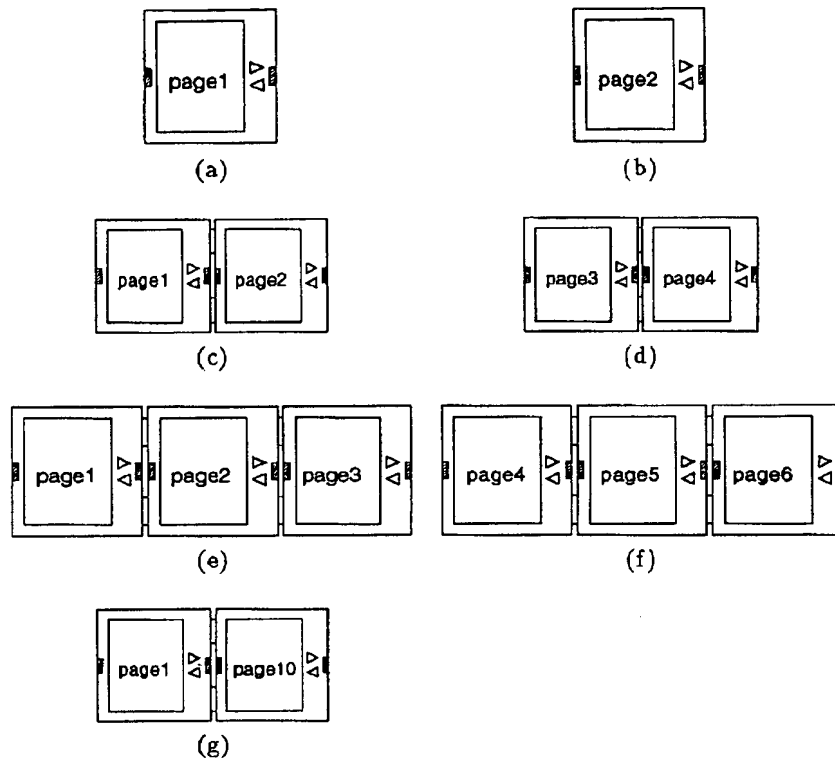 page1 page2
(a) (b)
page1 page2 page3 page4
(c) (d)
page1 page2 page3 page4 page5 page6
(e) (f)
page1 page10
(g)